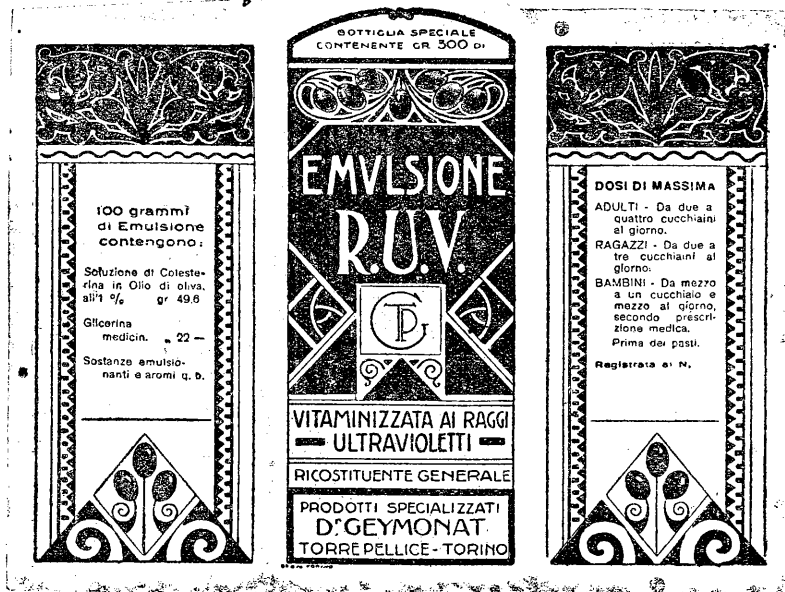 100 grammi
di Emulsione
contengono:
Soluzione di Coleste-
rina in Olio di oliva,
all'1 % gr 49.6
Glicerina
medicin. „ 22 —
Sostanze emulsio-
nanti e aromi q. b.
BOTTIGLIA SPECIALE
CONTENENTE GR. 300 DI
EMVLSIONE
R.U.V.
VITAMINIZZATA AI RAGGI
ULTRAVIOLETTI
RICOSTITUENTE GENERALE
PRODOTTI SPECIALIZZATI
Dr. GEYMONAT
TORRE PELLICE - TORINO
DOSI DI MASSIMA
ADULTI - Da due a
quattro cucchiaini
al giorno.
RAGAZZI - Da due a
tre cucchiaini al
giorno.
BAMBINI - Da mezzo
a un cucchiaio e
mezzo al giorno,
secondo prescri-
zione medica.
Prima dei pasti.
Registrata al N.